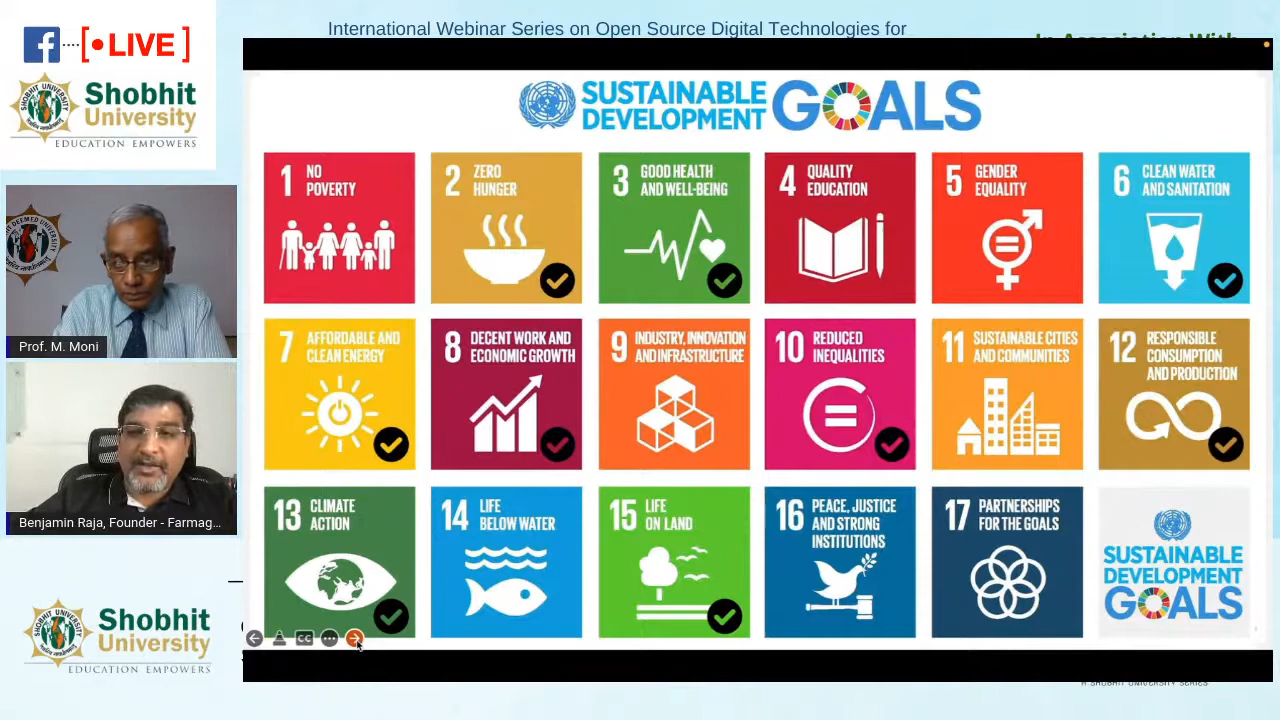 International Webinar Series on Open Source Digital Technologies for
LIVE
Shobhit
University
EDUCATION EMPOWERS
SUSTAINABLE
DEVELOPMENT
GOALS
1 NO
POVERTY
2 ZERO
HUNGER
3 GOOD HEALTH
AND WELL-BEING
4 QUALITY
EDUCATION
5 GENDER
EQUALITY
6 CLEAN WATER
AND SANITATION
7 AFFORDABLE AND
CLEAN ENERGY
8 DECENT WORK AND
ECONOMIC GROWTH
9 INDUSTRY, INNOVATION
AND INFRASTRUCTURE
10 REDUCED
INEQUALITIES
11 SUSTAINABLE CITIES
AND COMMUNITIES
12 RESPONSIBLE
CONSUMPTION
AND PRODUCTION
13 CLIMATE
ACTION
14 LIFE
BELOW WATER
15 LIFE
ON LAND
16 PEACE, JUSTICE
AND STRONG
INSTITUTIONS
17 PARTNERSHIPS
FOR THE GOALS
SUSTAINABLE
DEVELOPMENT
GOALS
CC
Prof. M. Moni
Benjamin Raja, Founder - Farmag...
Shobhit
University
EDUCATION EMPOWERS